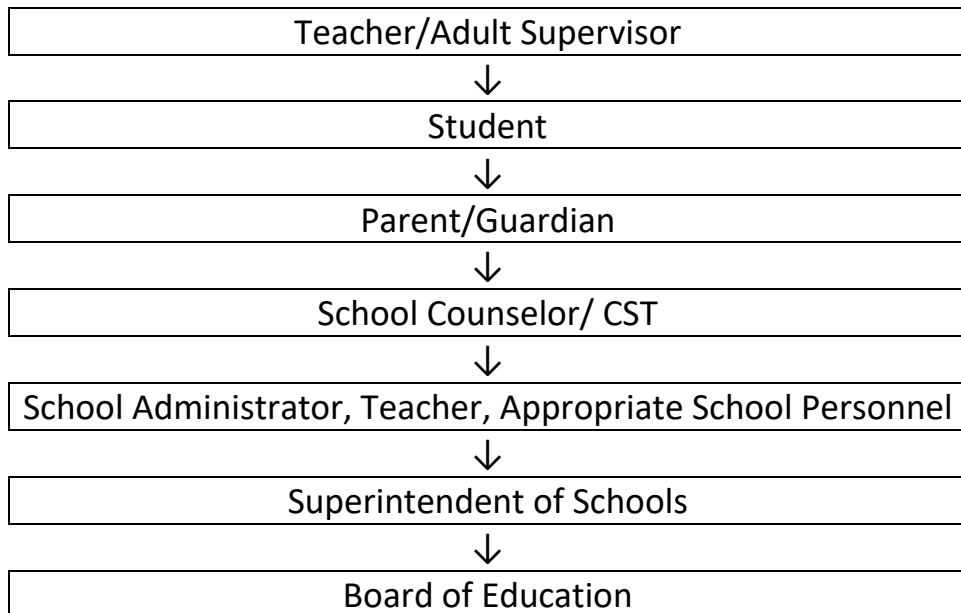 Teacher/Adult Supervisor
↓
Student
↓
Parent/Guardian
↓
School Counselor/ CST
↓
School Administrator, Teacher, Appropriate School Personnel
↓
Superintendent of Schools
↓
Board of Education